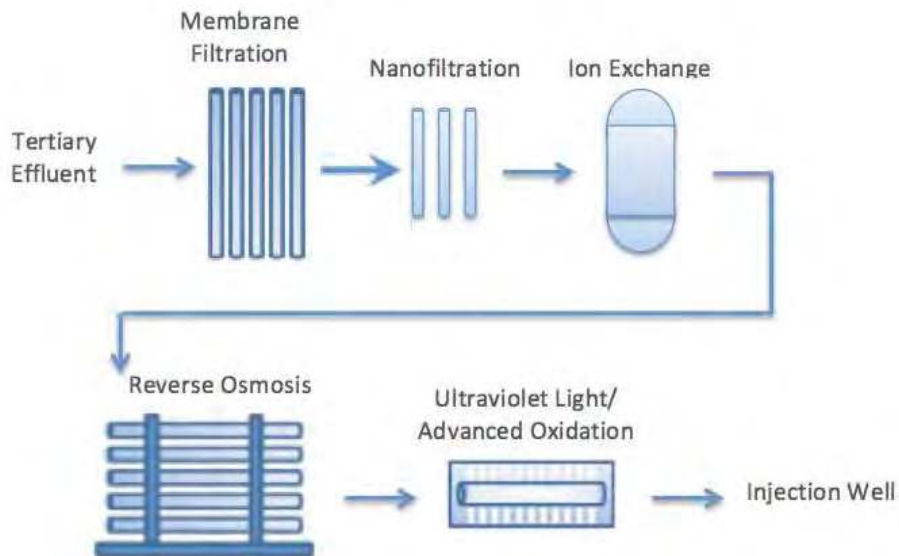 Membrane
Filtration
Nanofiltration
Ion Exchange
Tertiary
Effluent
Reverse Osmosis
Ultraviolet Light/
Advanced Oxidation
Injection Well